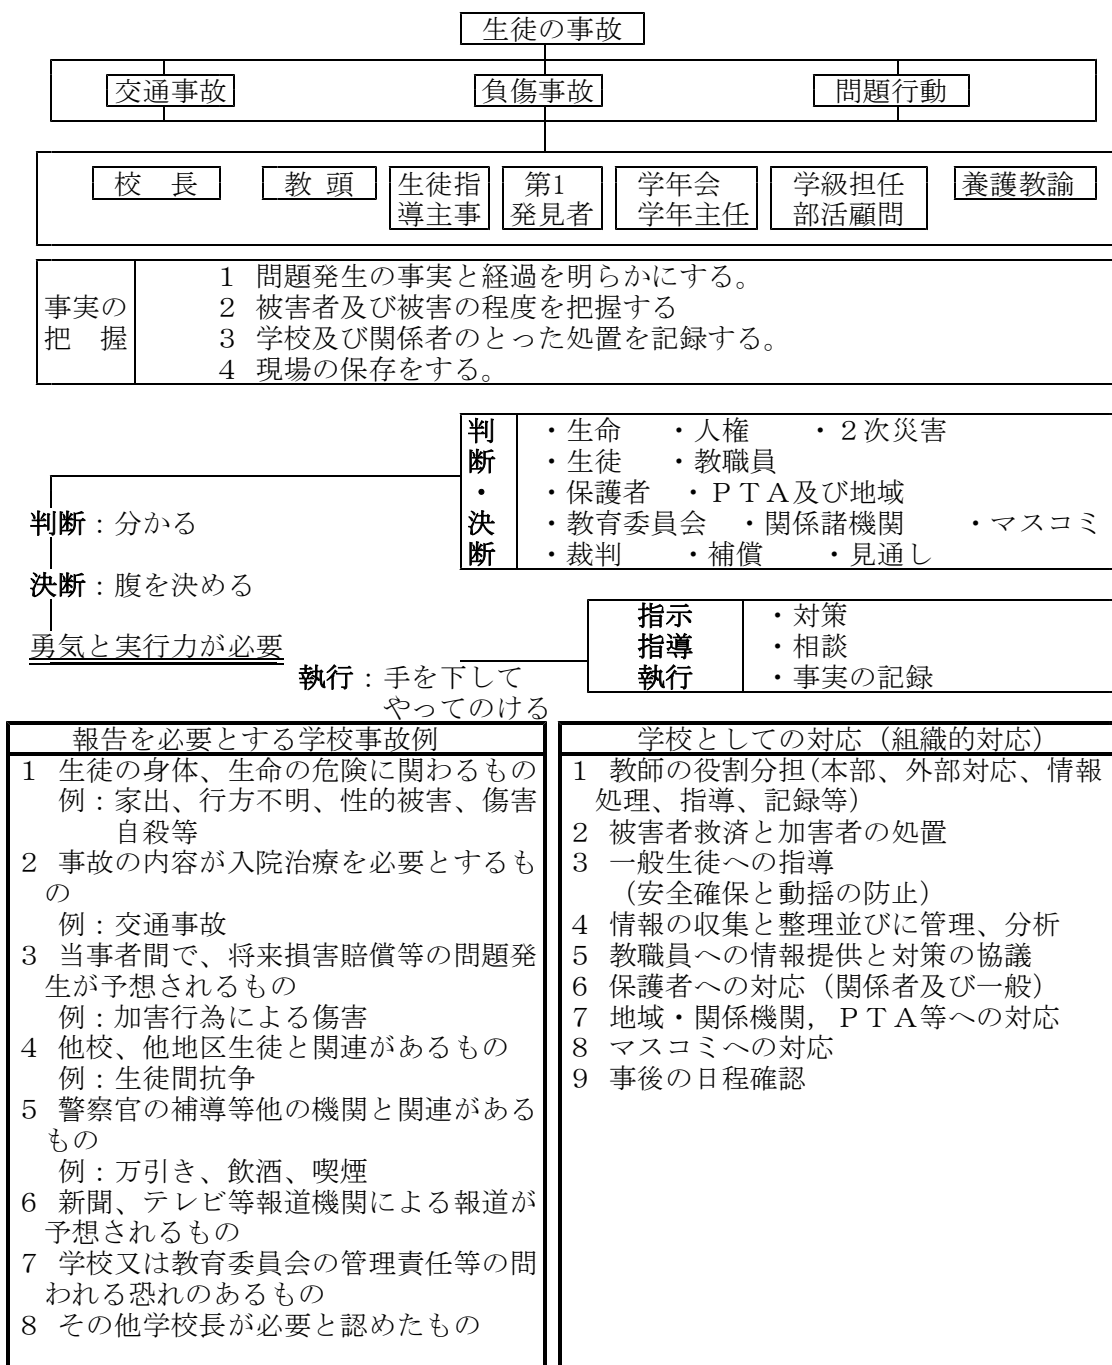 生徒の事故
交通事故 負傷事故 問題行動
校　長 教 頭 生徒指 第1 学年会 学級担任 養護教諭
導主事 発見者 学年主任 部活顧問
1 問題発生の事実と経過を明らかにする。
事実の 2 被害者及び被害の程度を把握する
把　握 3 学校及び関係者のとった処置を記録する。
4 現場の保存をする。
判 ・生命 ・人権 ・２次災害
断 ・生徒 ・教職員
・ ・保護者 ・ＰＴＡ及び地域
判断：分かる 決 ・教育委員会 ・関係諸機関 ・マスコミ
断 ・裁判 ・補償 ・見通し
決断：腹を決める
指示 ・対策
勇気と実行力が必要 指導 ・相談
執行：手を下して 執行 ・事実の記録
やってのける
報告を必要とする学校事故例
1 生徒の身体、生命の危険に関わるもの
例：家出、行方不明、性的被害、傷害
自殺等
2 事故の内容が入院治療を必要とするも
の
例：交通事故
3 当事者間で、将来損害賠償等の問題発
生が予想されるもの
例：加害行為による傷害
4 他校、他地区生徒と関連があるもの
例：生徒間抗争
5 警察官の補導等他の機関と関連がある
もの
例：万引き、飲酒、喫煙
6 新聞、テレビ等報道機関による報道が
予想されるもの
7 学校又は教育委員会の管理責任等の問
われる恐れのあるもの
8 その他学校長が必要と認めたもの
学校としての対応（組織的対応）
1 教師の役割分担（本部、外部対応、情報
処理、指導、記録等）
2 被害者救済と加害者の処置
3 一般生徒への指導
（安全確保と動揺の防止）
4 情報の収集と整理並びに管理、分析
5 教職員への情報提供と対策の協議
6 保護者への対応（関係者及び一般）
7 地域・関係機関，ＰＴＡ等への対応
8 マスコミへの対応
9 事後の日程確認